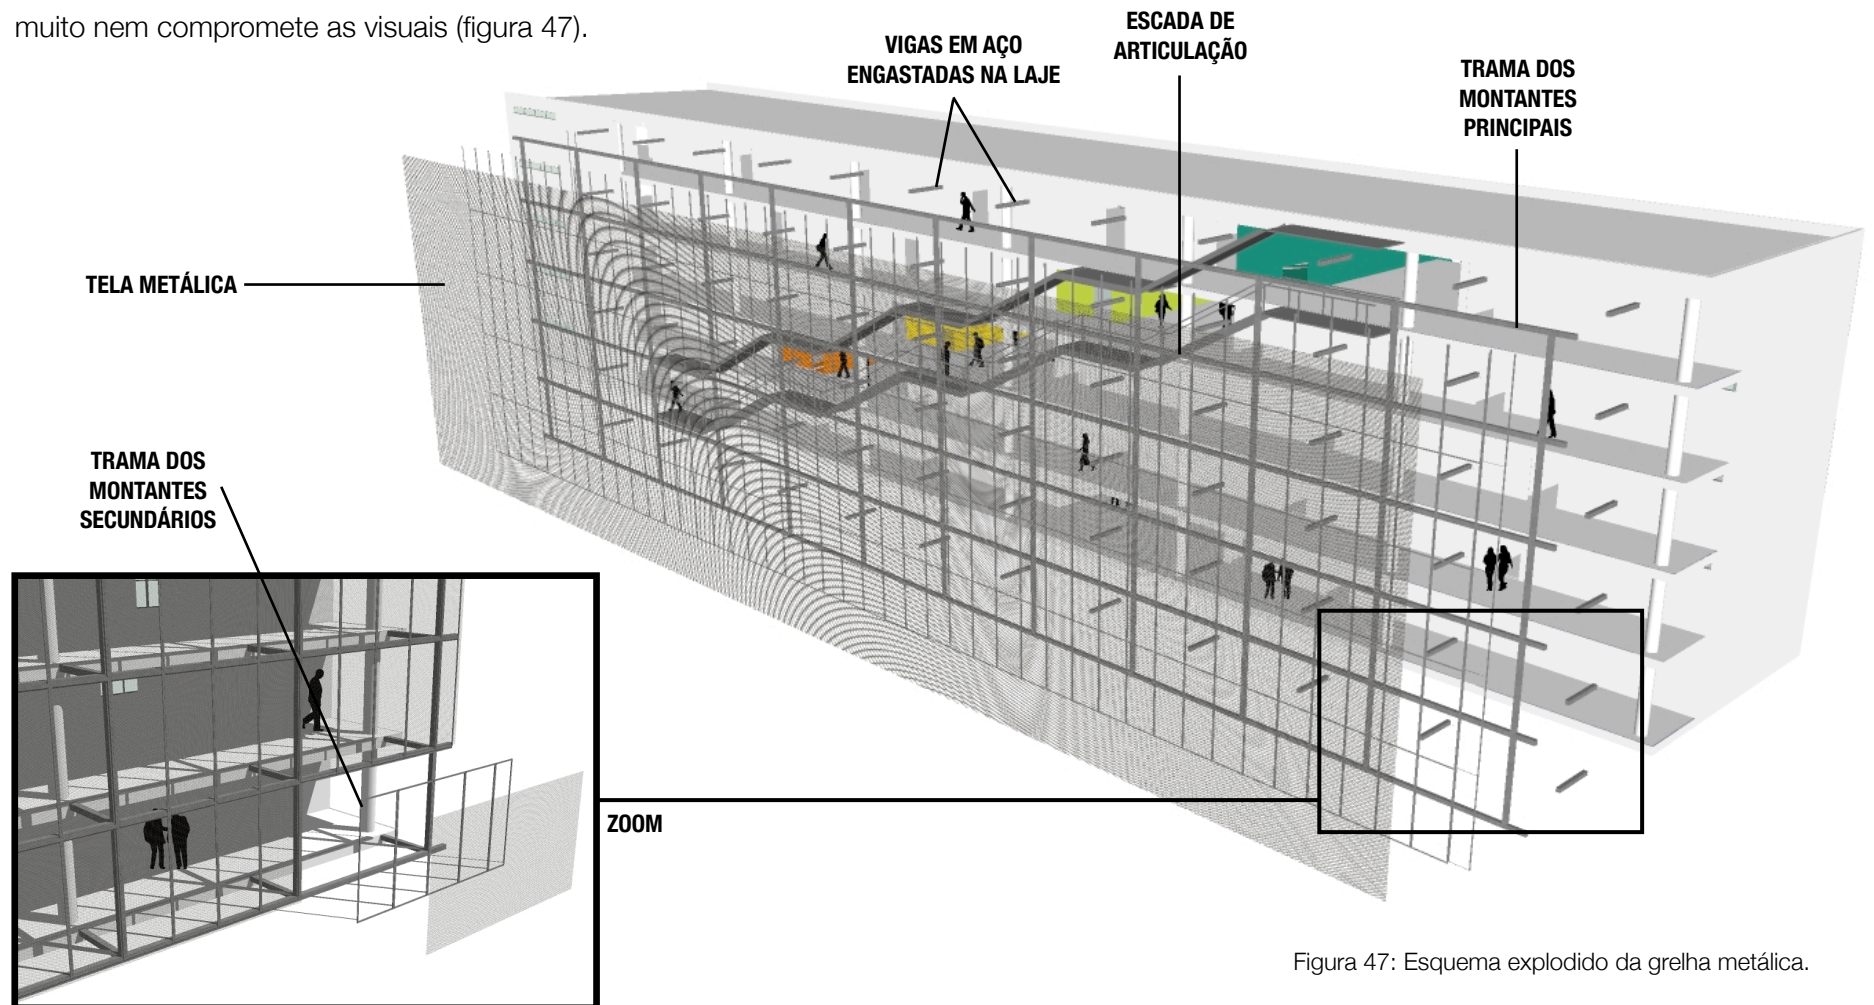 muito nem compromete as visuais (figura 47).
ESCADA DE
ARTICULAÇÃO
VIGAS EM AÇO
ENGASTADAS NA LAJE
TRAMA DOS
MONTANTES
PRINCIPAIS
TELA METÁLICA
TRAMA DOS
MONTANTES
SECUNDÁRIOS
ZOOM
Figura 47: Esquema explodido da grelha metálica.